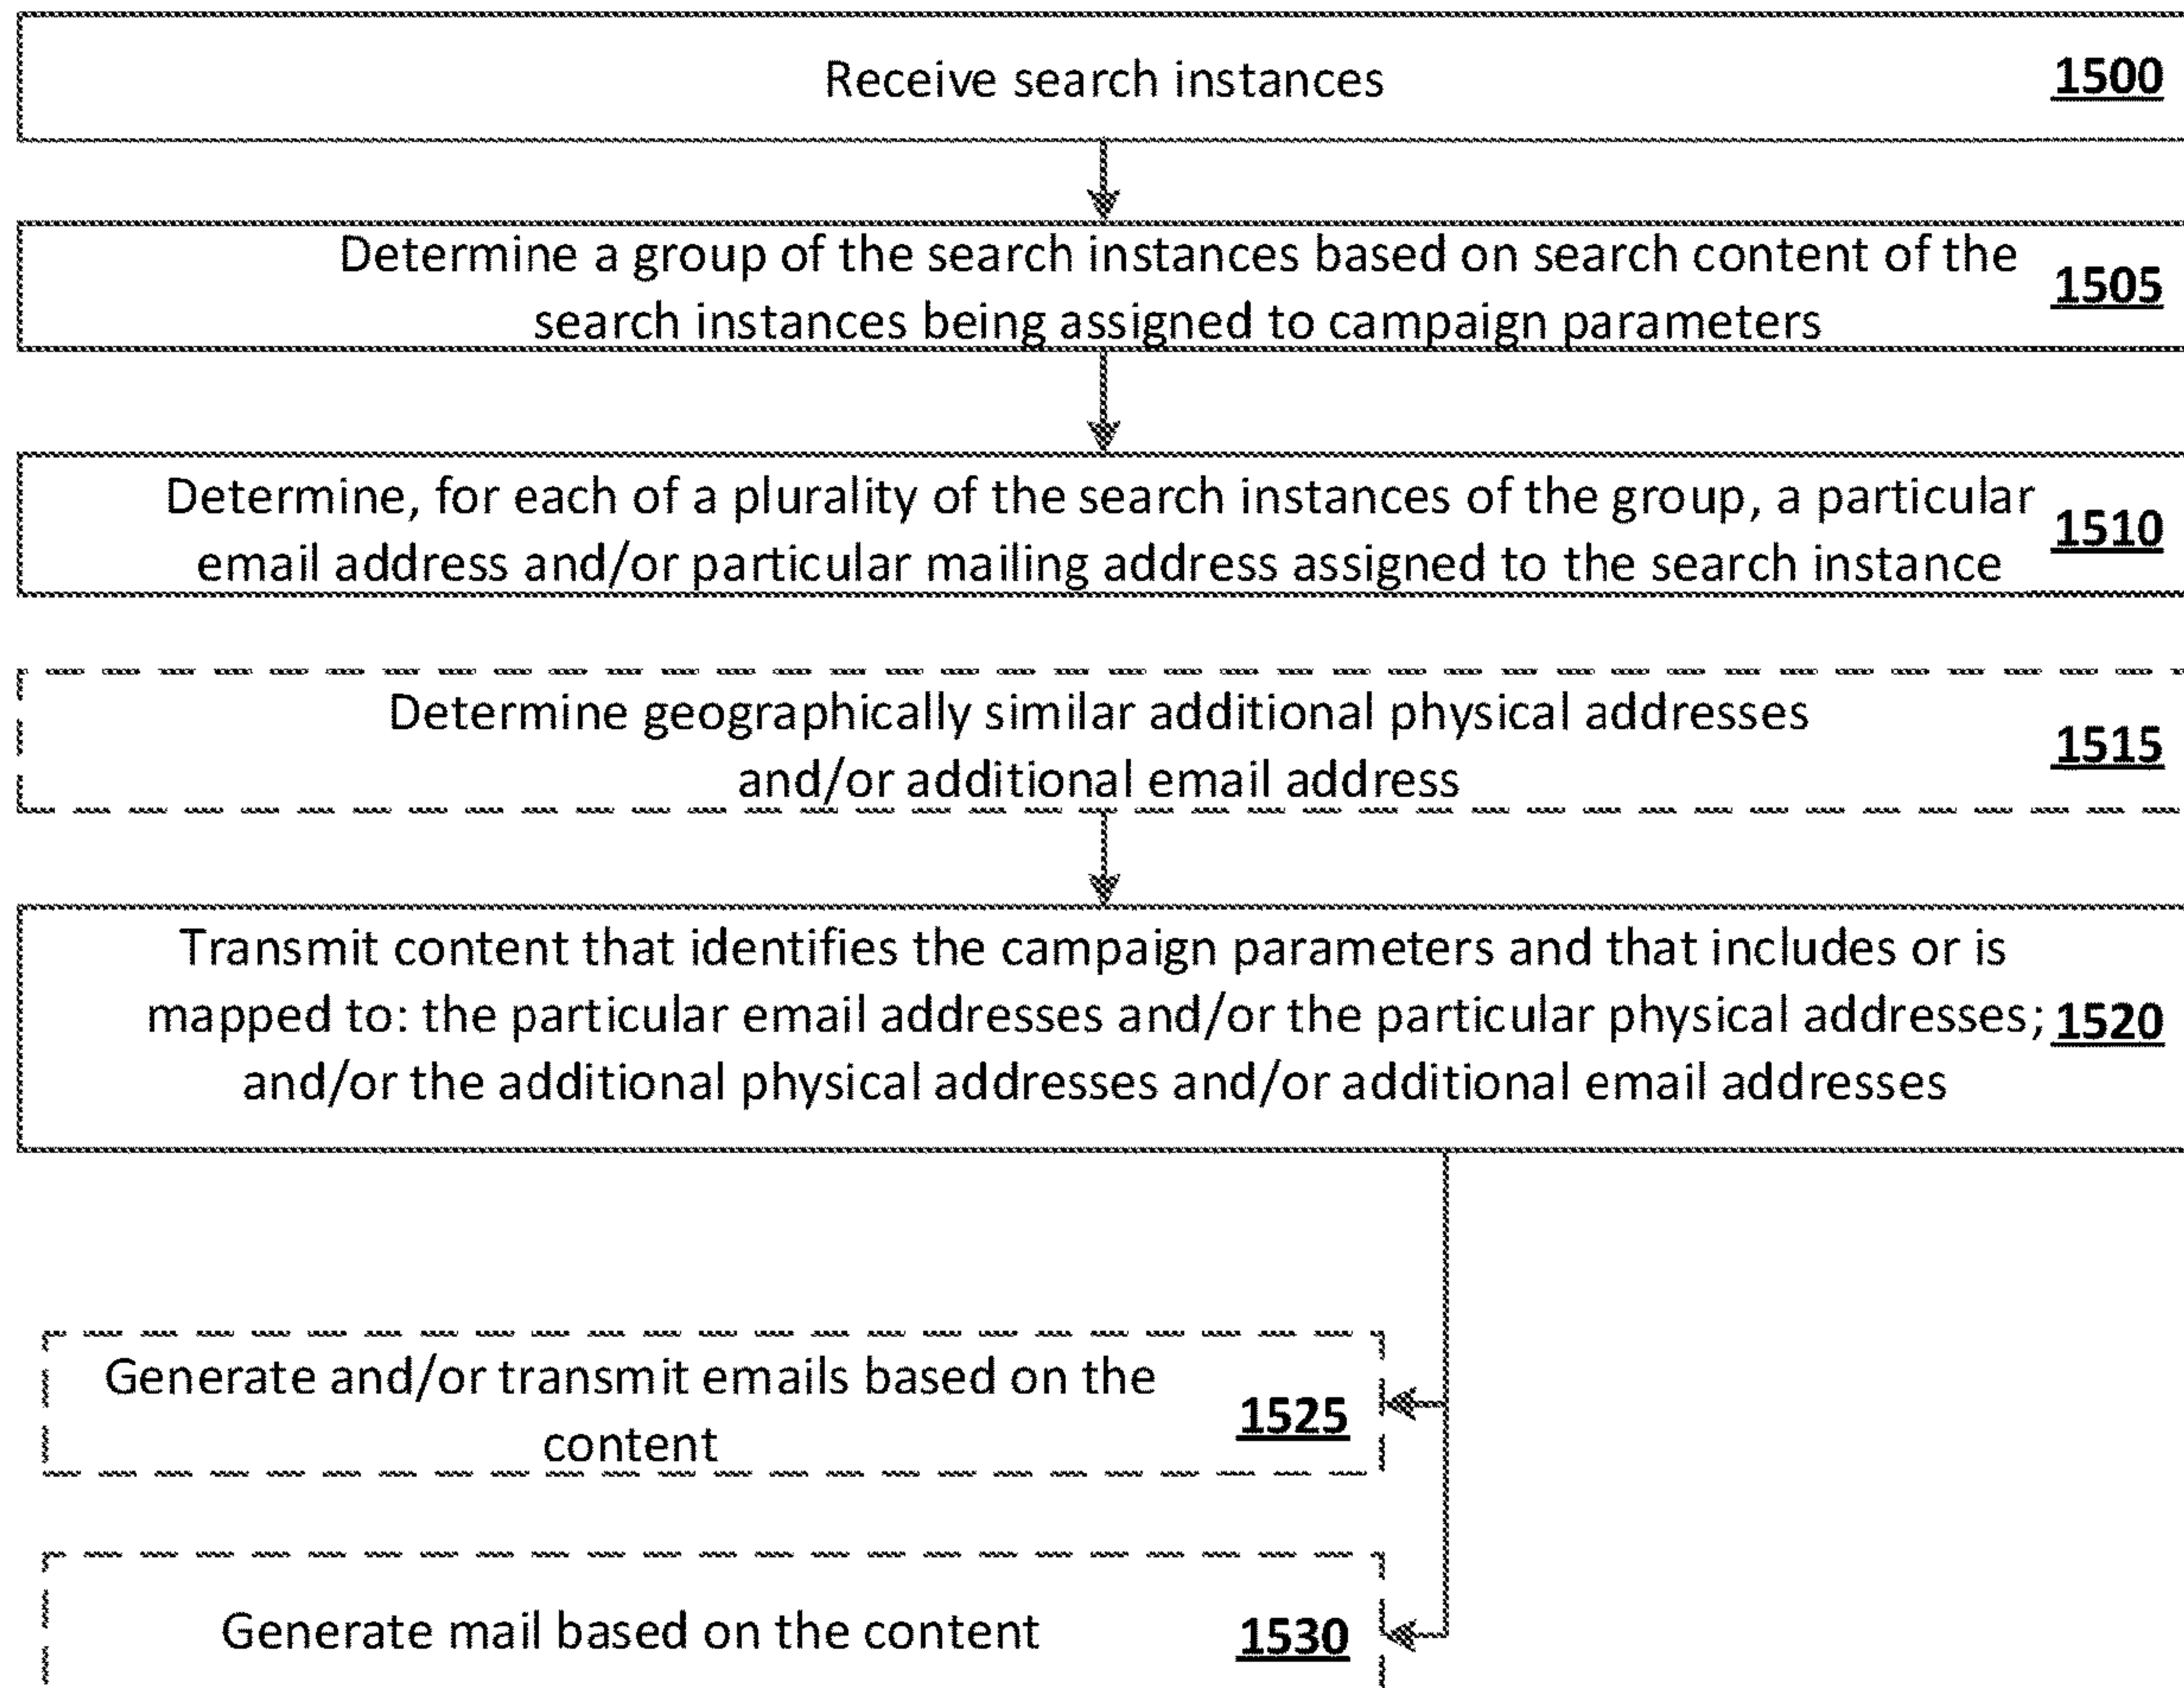 Receive search instances 1500
Determine a group of the search instances based on search content of the
search instances being assigned to campaign parameters
1505
Determine, for each of a plurality of the search instances of the group, a particular
email address and/or particular mailing address assigned to the search instance
1510
Determine geographically similar additional physical addresses
and/or additional email address
1515
Transmit content that identifies the campaign parameters and that includes or is
mapped to: the particular email addresses and/or the particular physical addresses; 1520
and/or the additional physical addresses and/or additional email addresses
Generate and/or transmit emails based on the
content
1525
Generate mail based on the content 1530